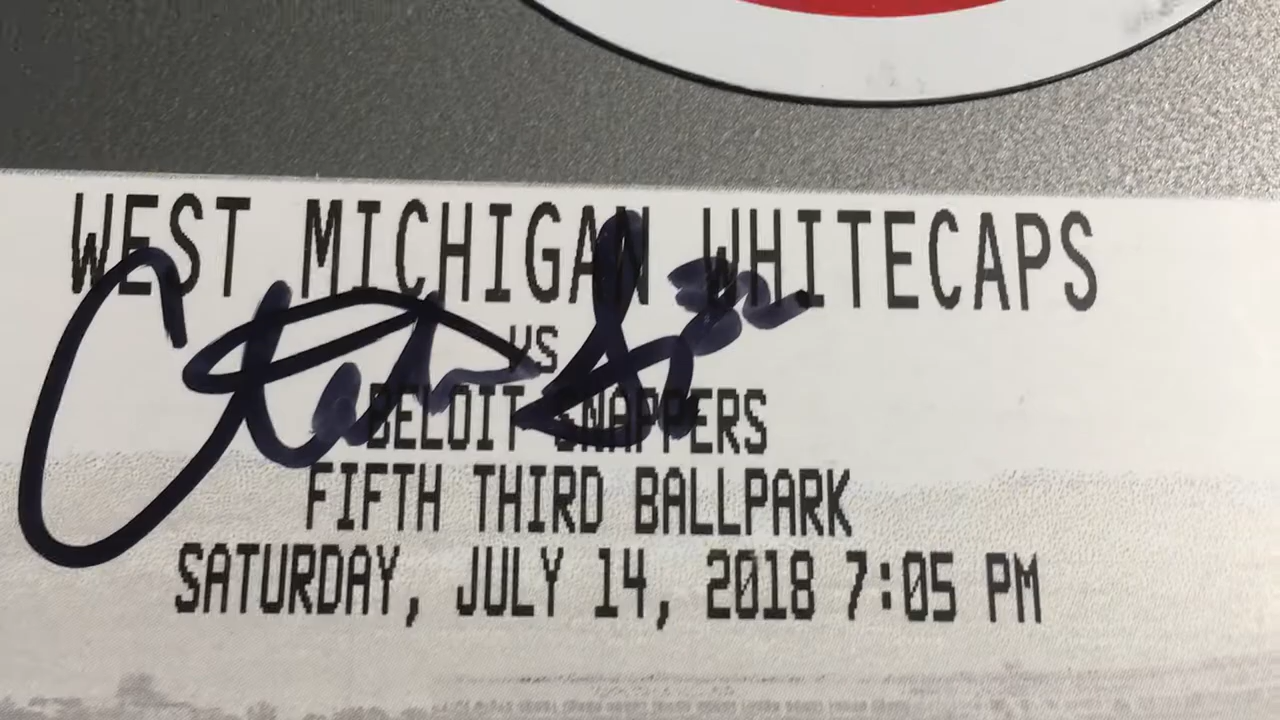 WEST MICHIGAN WHITECAPS
VS
BELOIT SNAPPERS
FIFTH THIRD BALLPARK
SATURDAY, JULY 14, 2018 7:05 PM